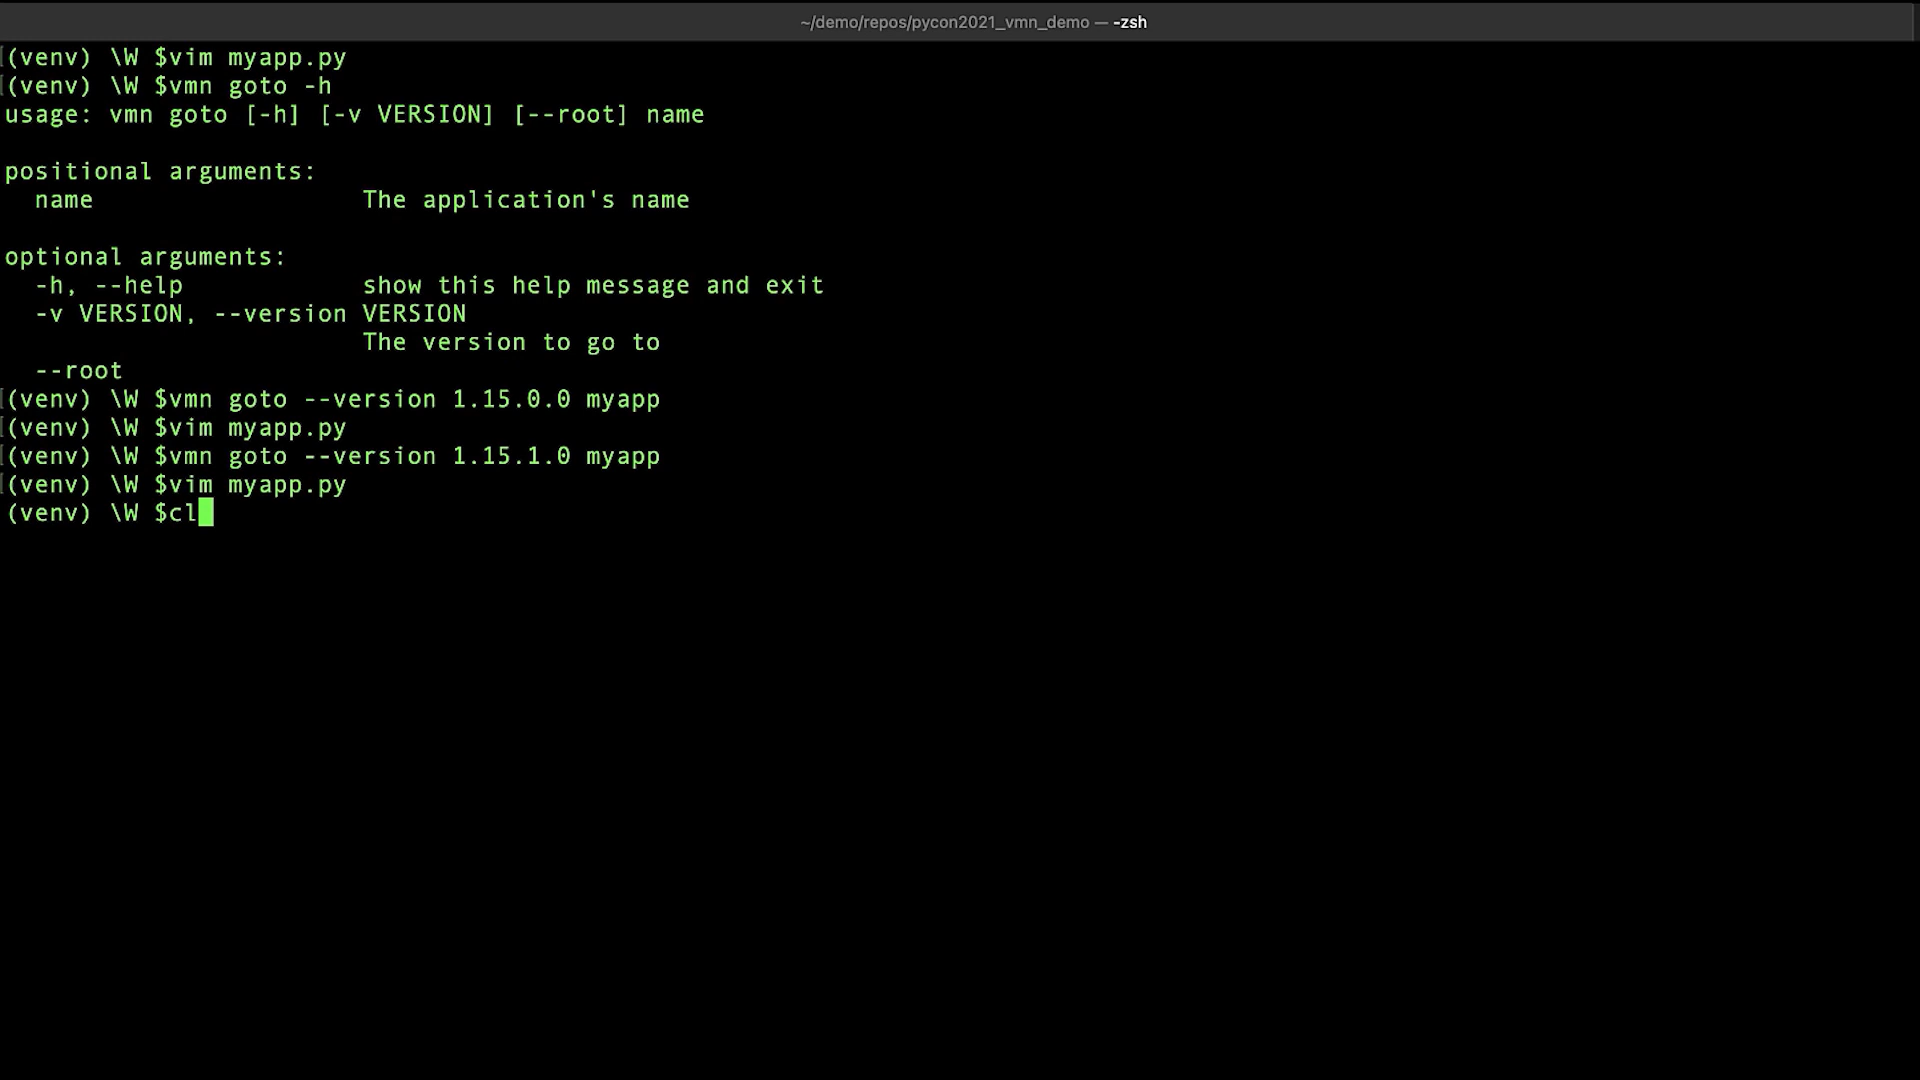 ~/demo/repos/pycon2021_vmn_demo — -zsh
(venv) \W $vim myapp.py
(venv) \W $vmn goto -h
usage: vmn goto [-h] [-v VERSION] [--root] name
positional arguments:
  name                  The application's name
optional arguments:
  -h, --help            show this help message and exit
  -v VERSION, --version VERSION
                        The version to go to
  --root
(venv) \W $vmn goto --version 1.15.0.0 myapp
(venv) \W $vim myapp.py
(venv) \W $vmn goto --version 1.15.1.0 myapp
(venv) \W $vim myapp.py
(venv) \W $cl